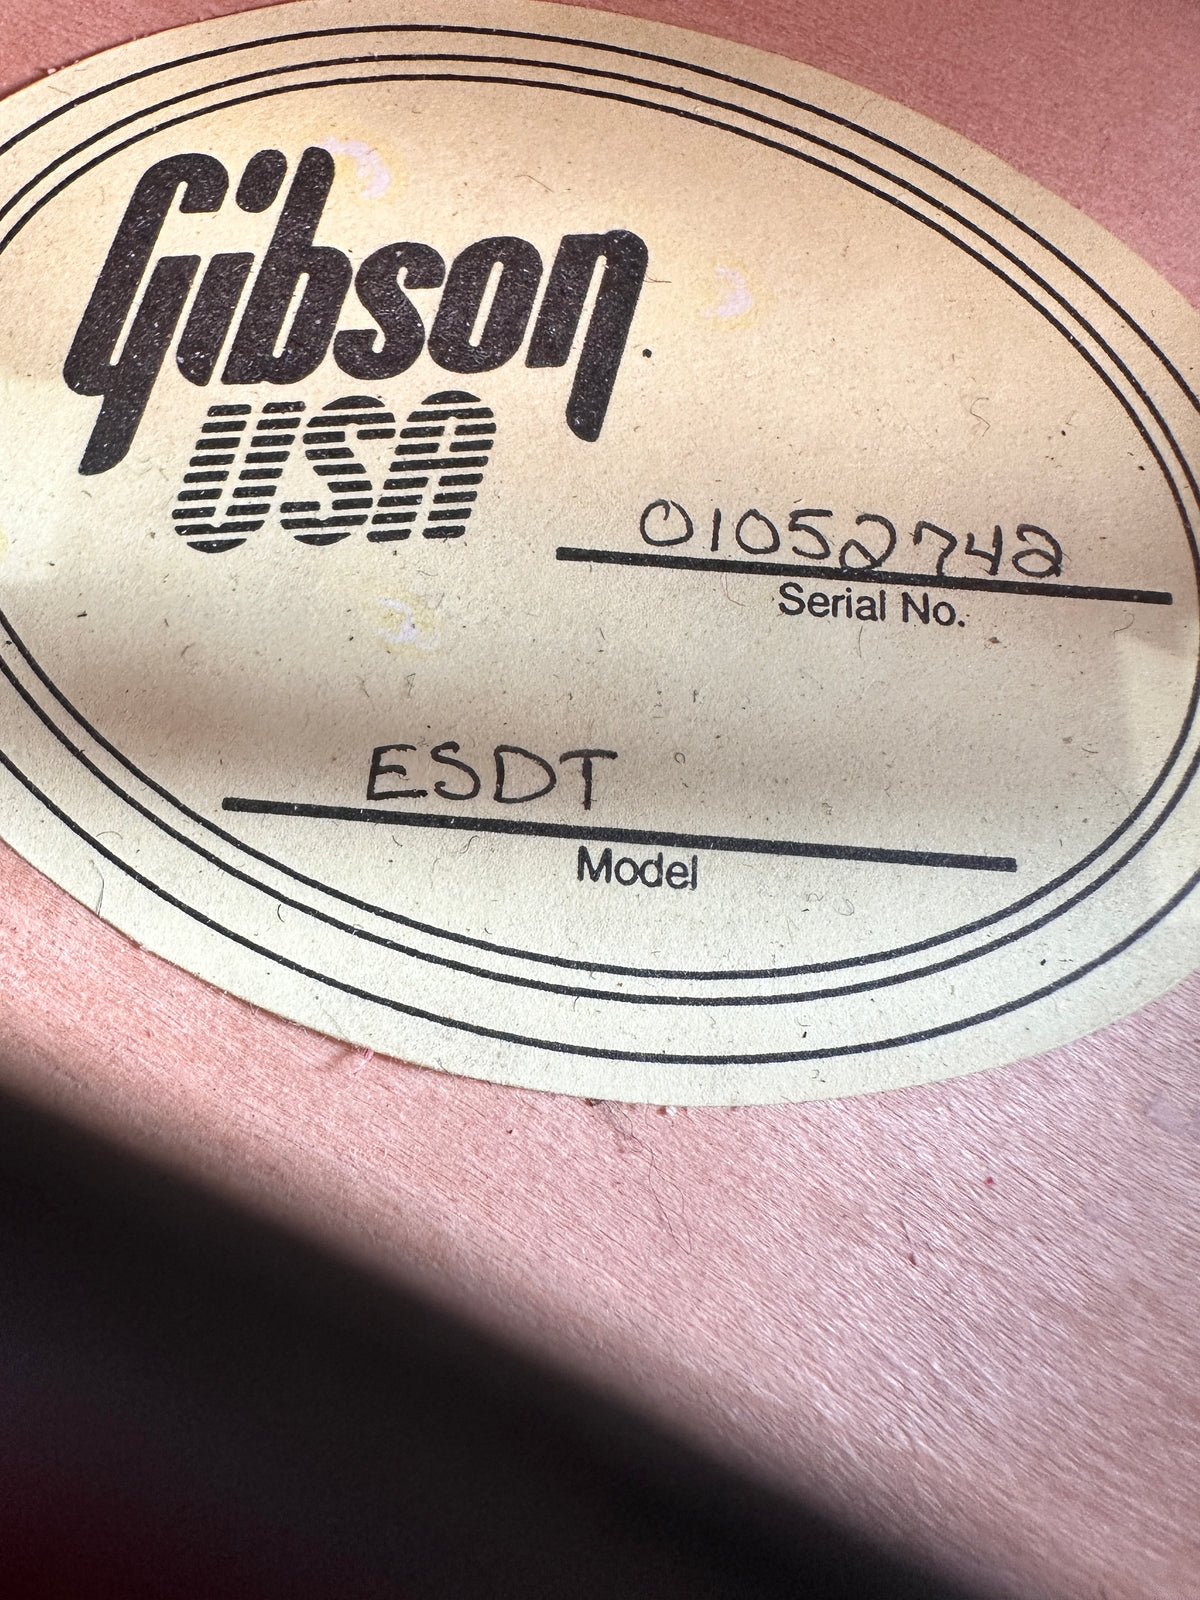 Gibson
USA
01052742
Serial No.
ESDT
Model